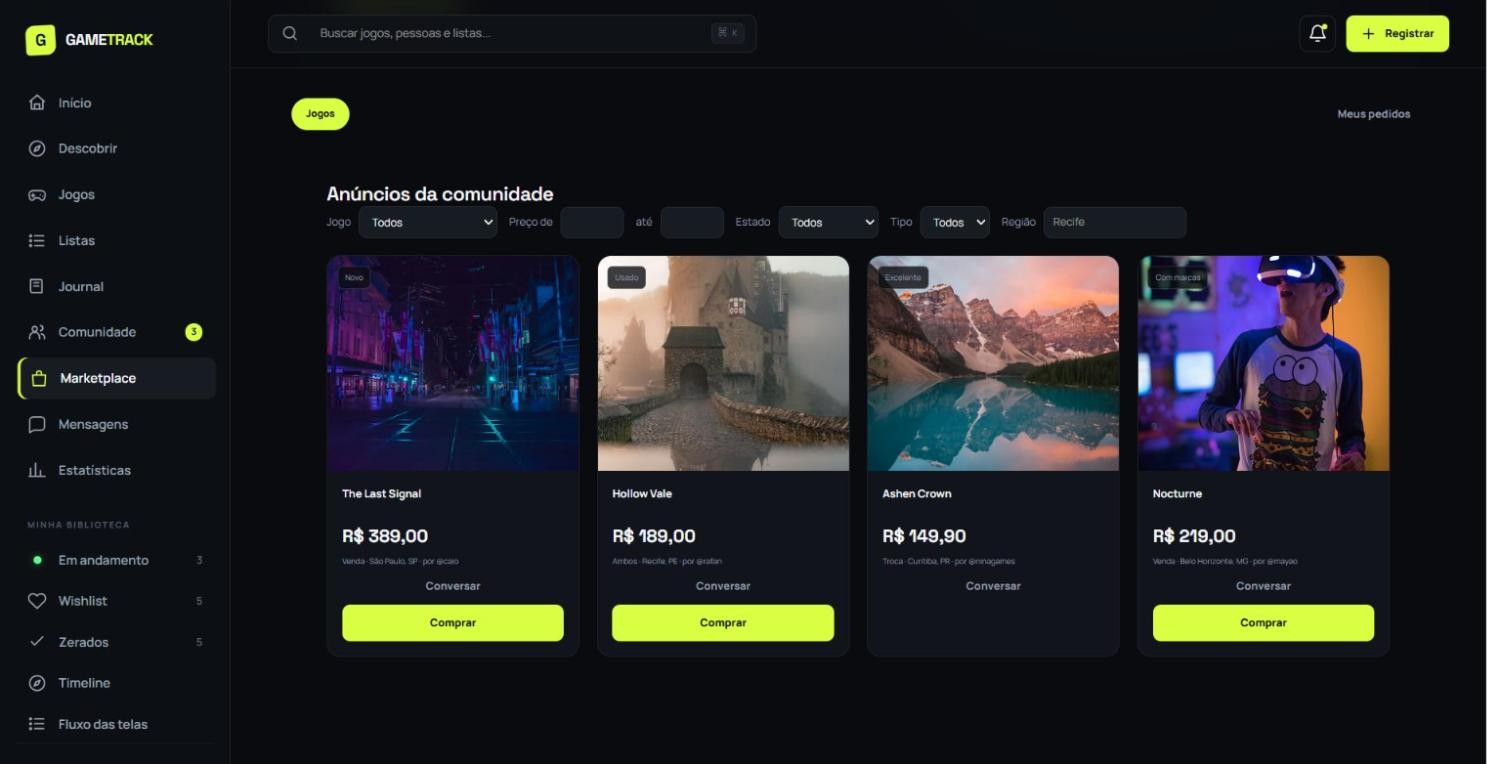 G GAMETRACK
Buscar jogos, pessoas e listas...
⌘ K
Registrar
Início
Descobrir
Jogos
Listas
Journal
Comunidade 3
Marketplace
Mensagens
Estatísticas
MINHA BIBLIOTECA
Em andamento 3
Wishlist 5
Zerados 5
Timeline
Fluxo das telas
Jogos
Meus pedidos
Anúncios da comunidade
Jogo Todos Preço de até Estado Todos Tipo Todos Região Recife
Novo
The Last Signal
R$ 389,00
Venda · São Paulo, SP · por @caio
Conversar
Comprar
Usado
Hollow Vale
R$ 189,00
Ambos · Recife, PE · por @rafan
Conversar
Comprar
Excelente
Ashen Crown
R$ 149,90
Troca · Curitiba, PR · por @ninagames
Conversar
Com marcas
Nocturne
R$ 219,00
Venda · Belo Horizonte, MG · por @mayao
Conversar
Comprar